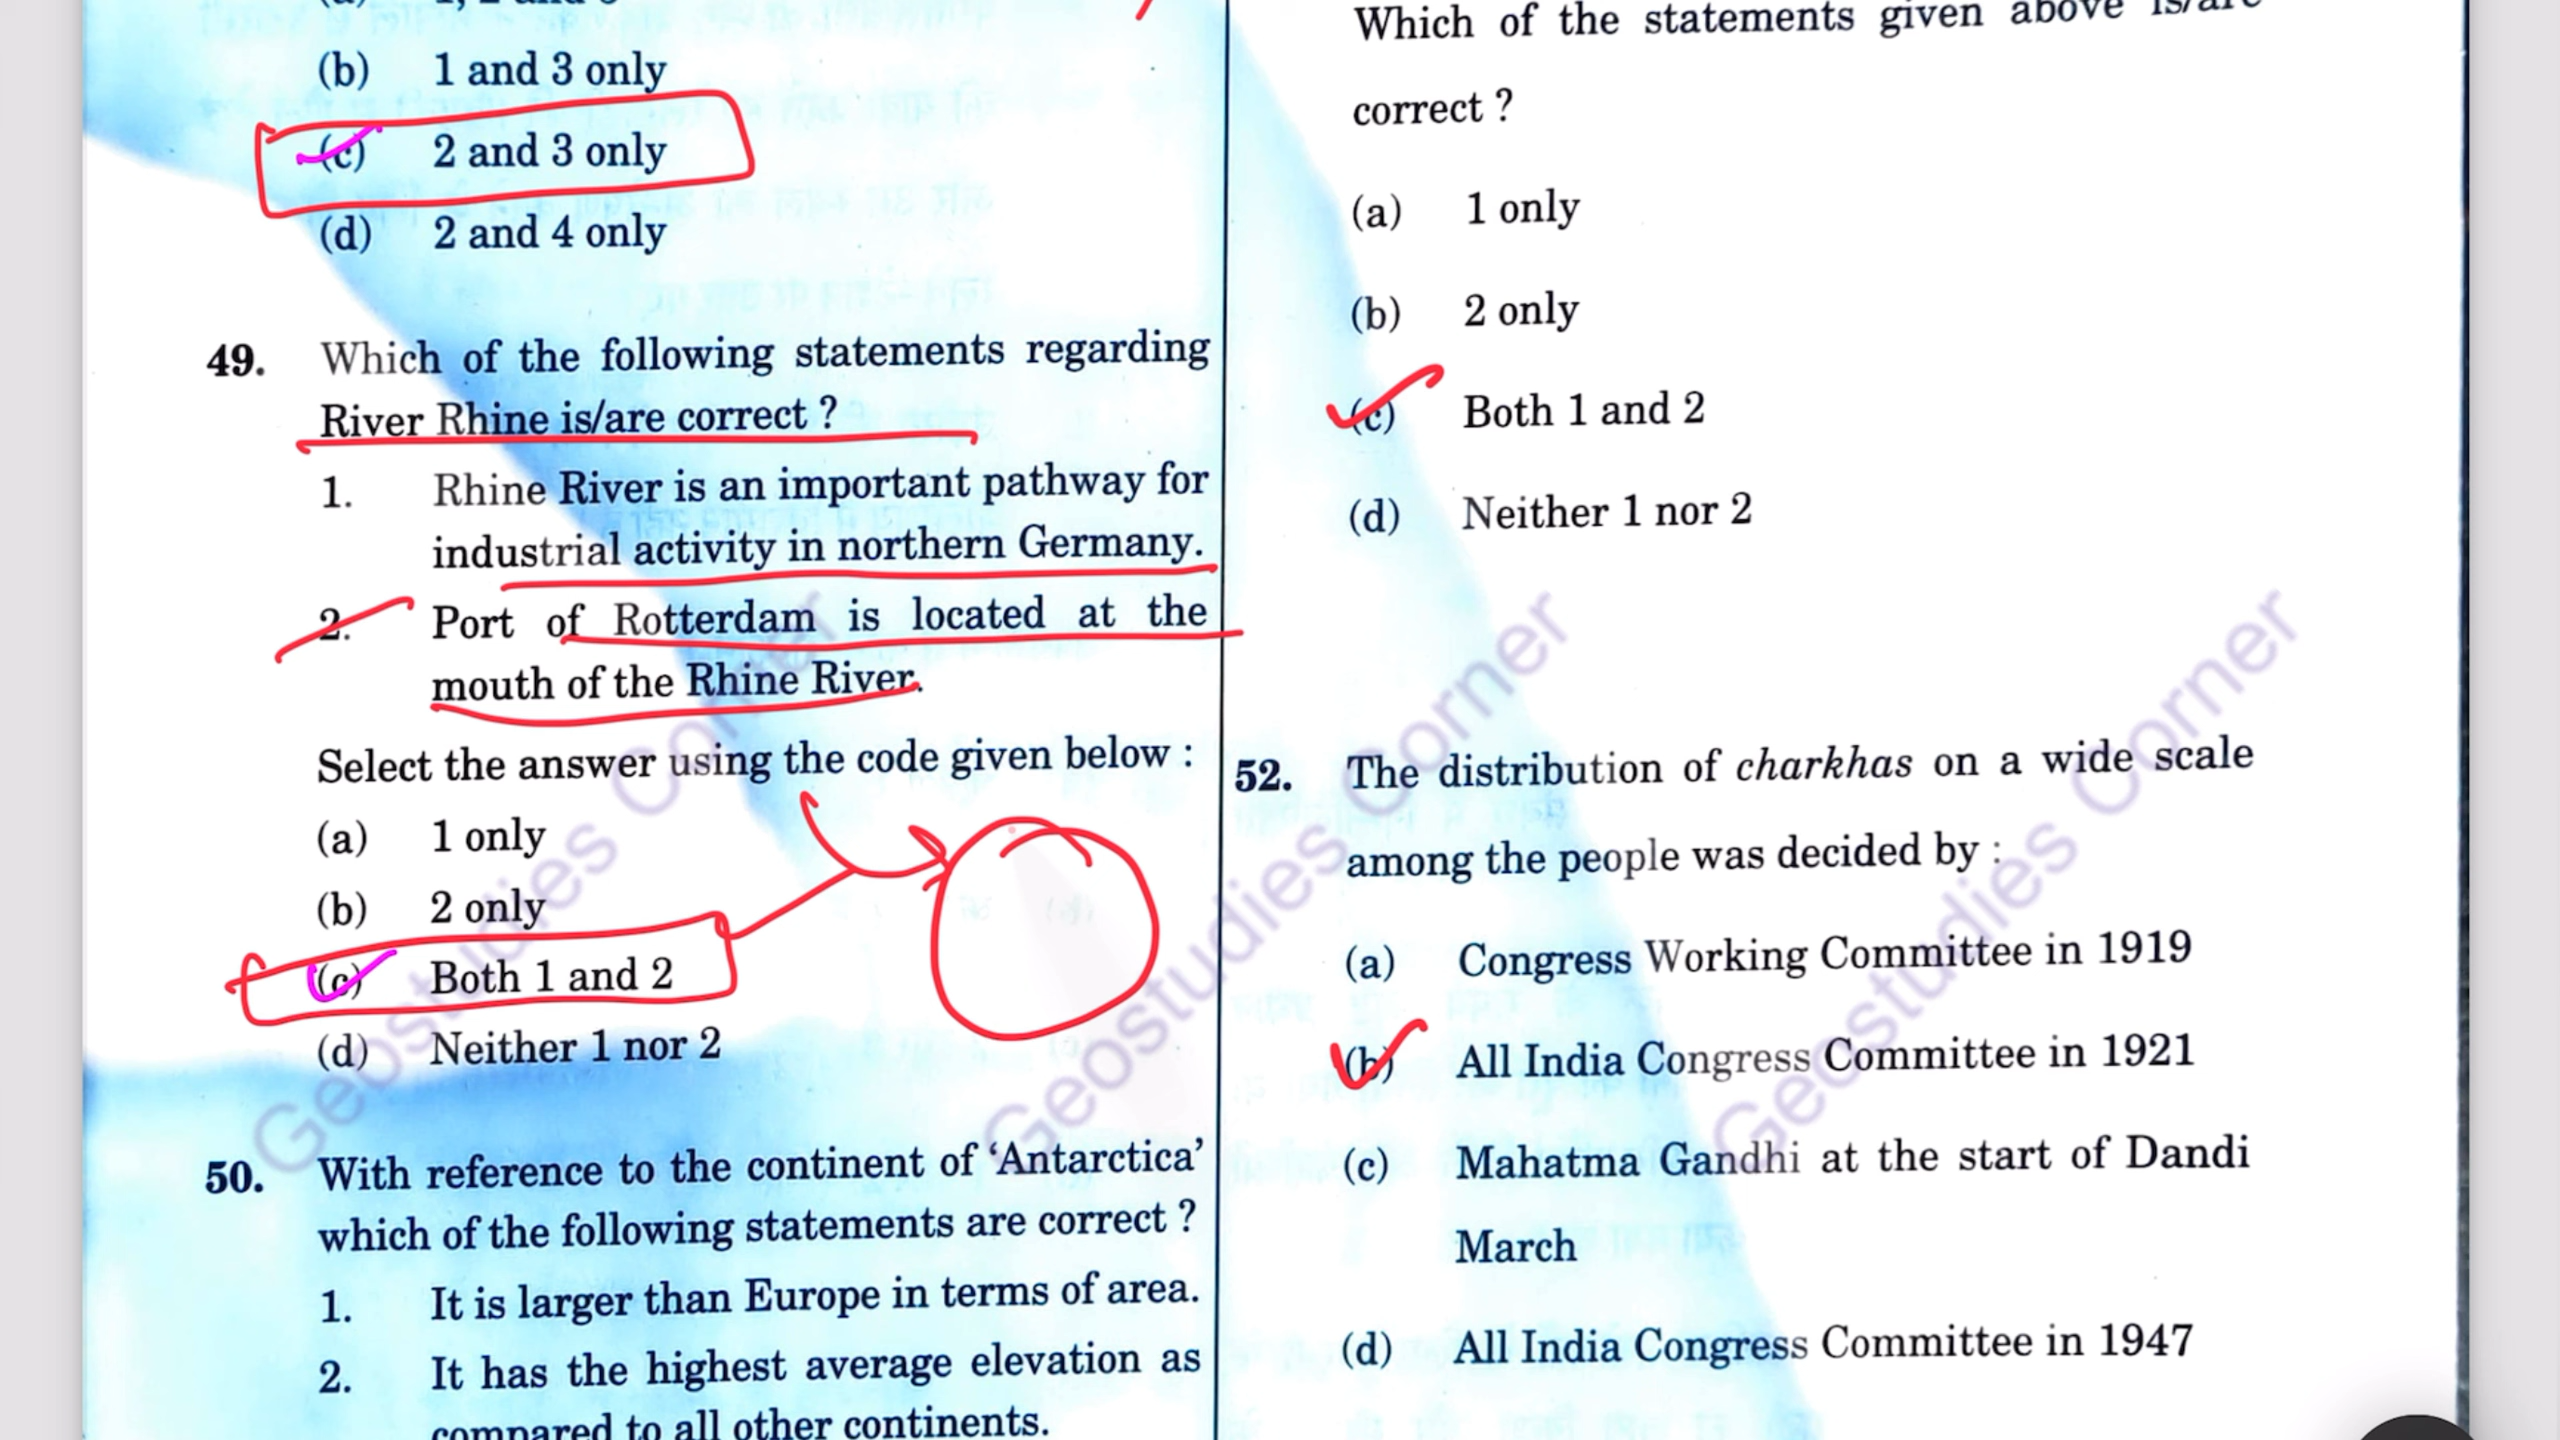 (b) 1 and 3 only
(c) 2 and 3 only
(d) 2 and 4 only
49. Which of the following statements regarding
River Rhine is/are correct ?
1. Rhine River is an important pathway for
industrial activity in northern Germany.
2. Port of Rotterdam is located at the
mouth of the Rhine River.
Select the answer using the code given below :
(a) 1 only
(b) 2 only
(c) Both 1 and 2
(d) Neither 1 nor 2
50. With reference to the continent of ‘Antarctica’
which of the following statements are correct ?
1. It is larger than Europe in terms of area.
2. It has the highest average elevation as
compared to all other continents.
Which of the statements given above is/are
correct ?
(a) 1 only
(b) 2 only
(c) Both 1 and 2
(d) Neither 1 nor 2
52. The distribution of charkhas on a wide scale
among the people was decided by :
(a) Congress Working Committee in 1919
(b) All India Congress Committee in 1921
(c) Mahatma Gandhi at the start of Dandi
March
(d) All India Congress Committee in 1947
Geostudies Corner
Geostudies Corner
Geostudies Corner